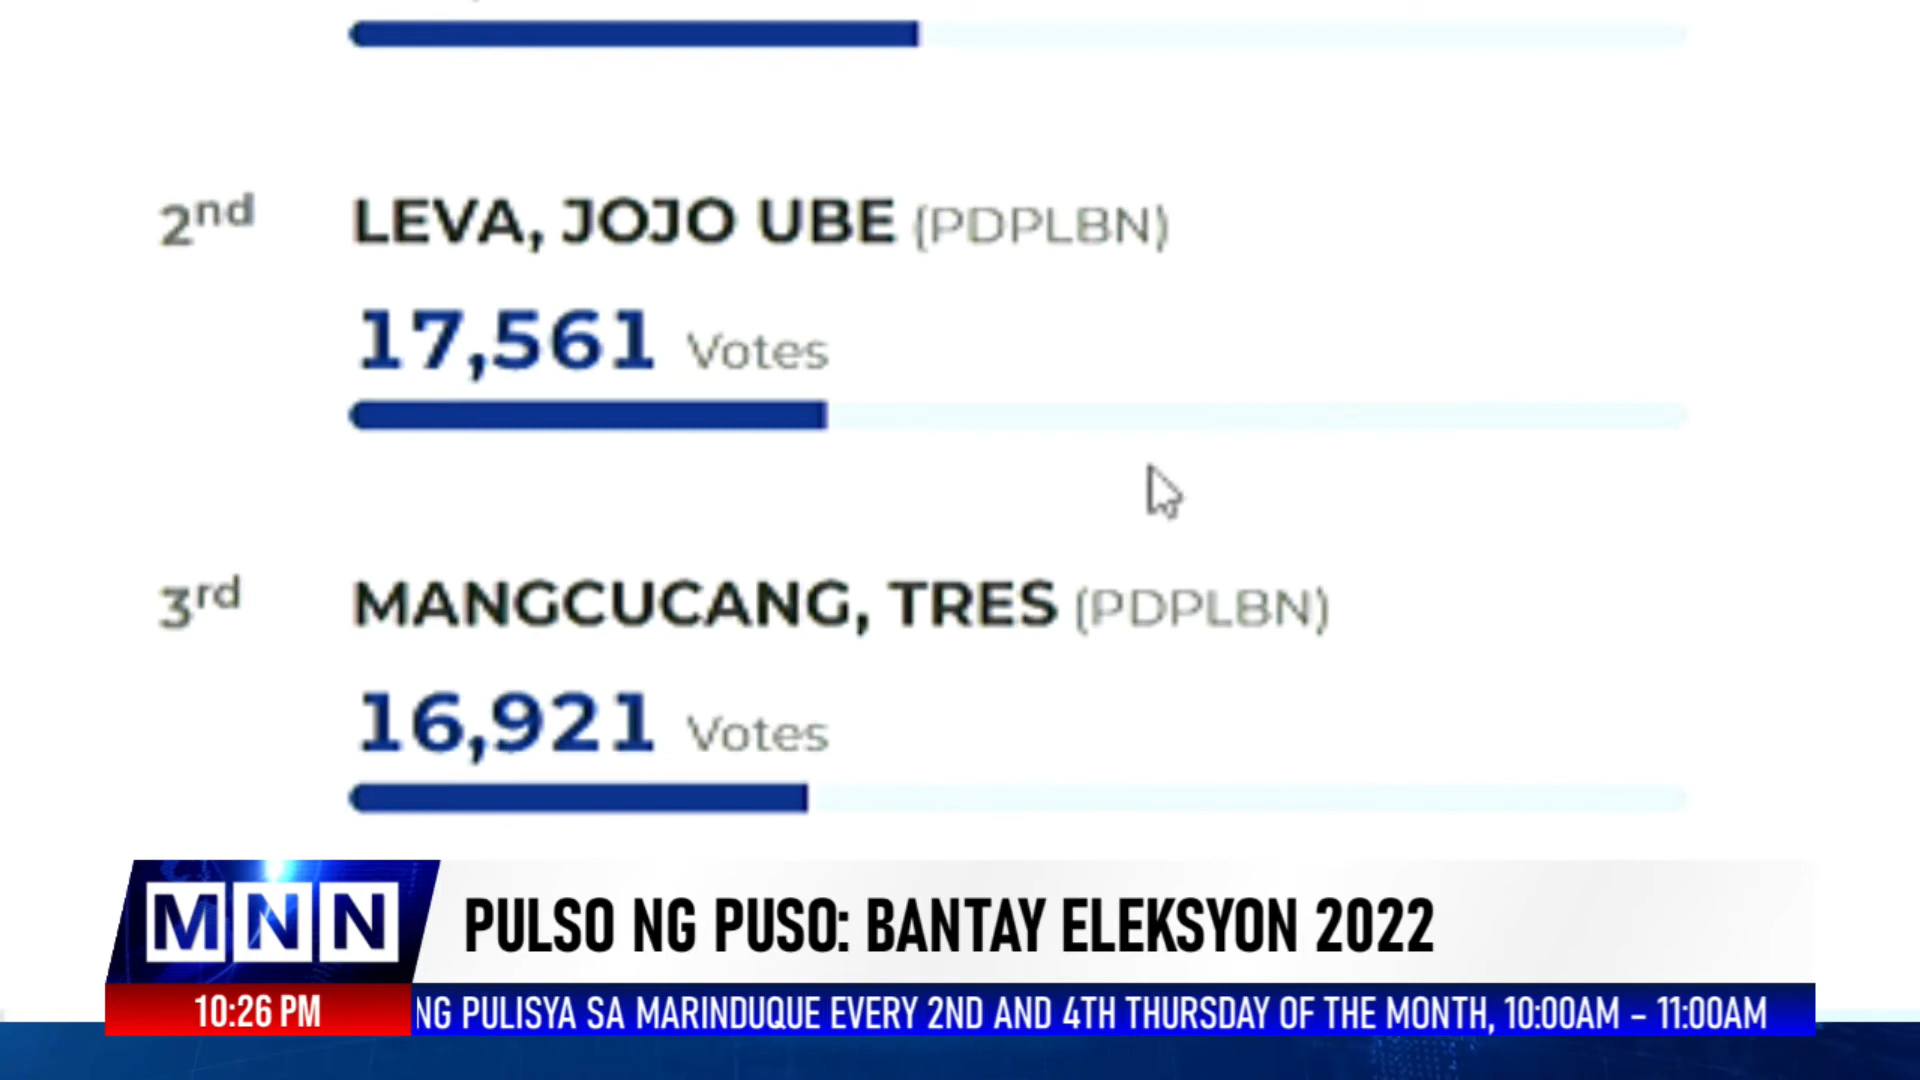 2nd LEVA, JOJO UBE (PDPLBN)
17,561 Votes
3rd MANGCUCANG, TRES (PDPLBN)
16,921 Votes
MNN PULSO NG PUSO: BANTAY ELEKSYON 2022
10:26 PM NG PULISYA SA MARINDUQUE EVERY 2ND AND 4TH THURSDAY OF THE MONTH, 10:00AM – 11:00AM